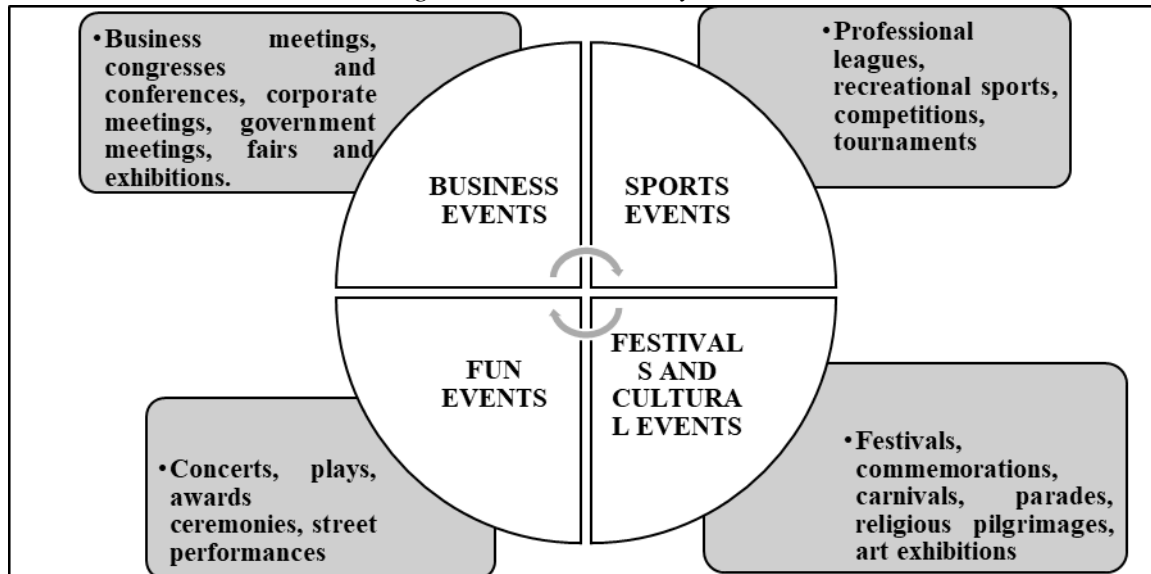 •Business meetings,
congresses and
conferences, corporate
meetings, government
meetings, fairs and
exhibitions.
•Professional
leagues,
recreational sports,
competitions,
tournaments
BUSINESS
EVENTS
SPORTS
EVENTS
FUN
EVENTS
FESTIVAL
S AND
CULTURA
L EVENTS
•Concerts, plays,
awards
ceremonies, street
performances
•Festivals,
commemorations,
carnivals, parades,
religious pilgrimages,
art exhibitions